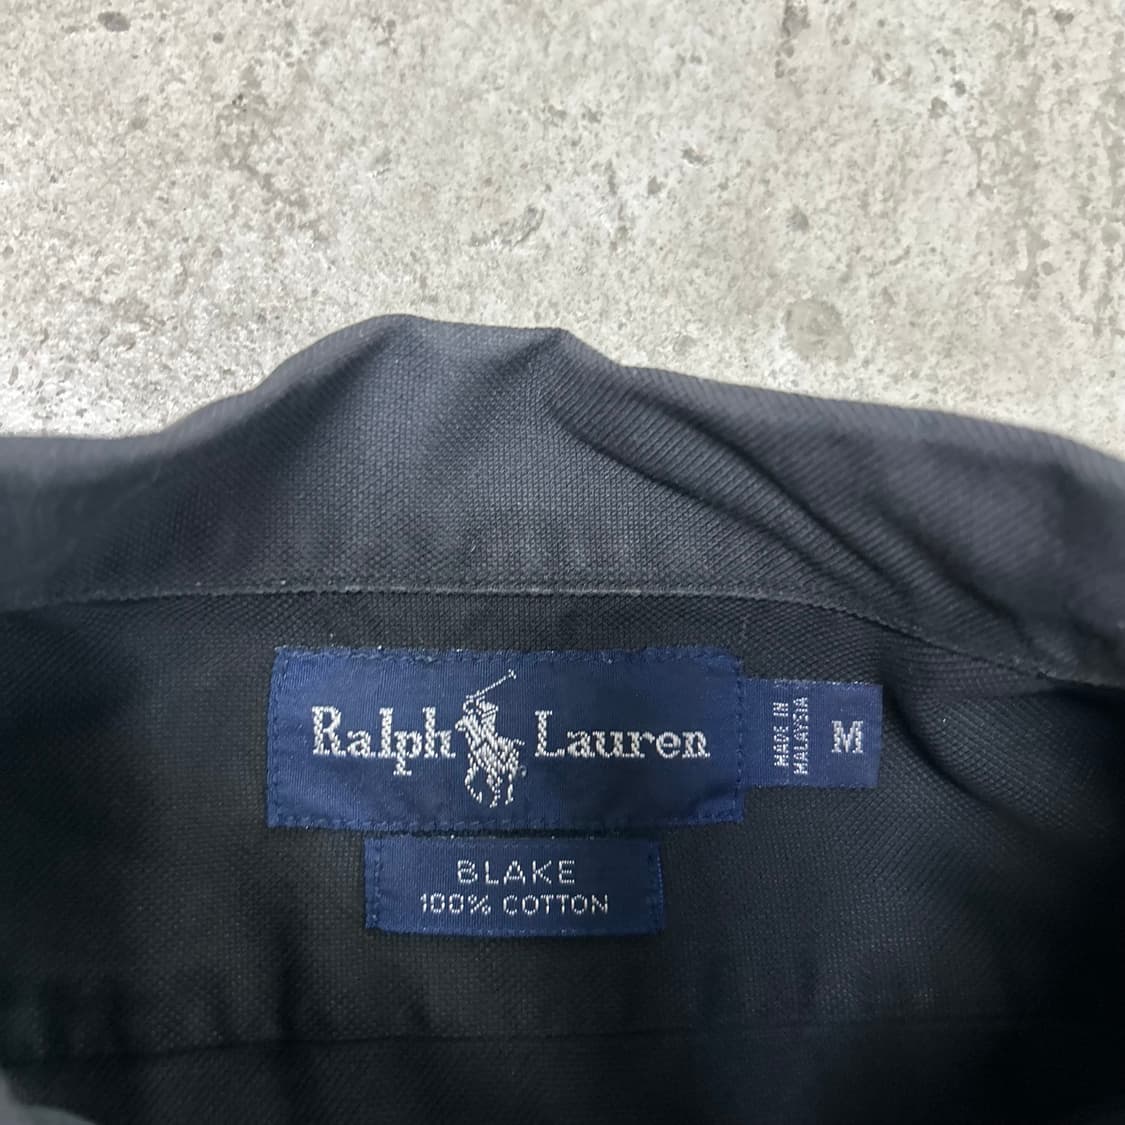 Ralph Lauren
MADE IN
MALAYSIA
M
BLAKE
100% COTTON